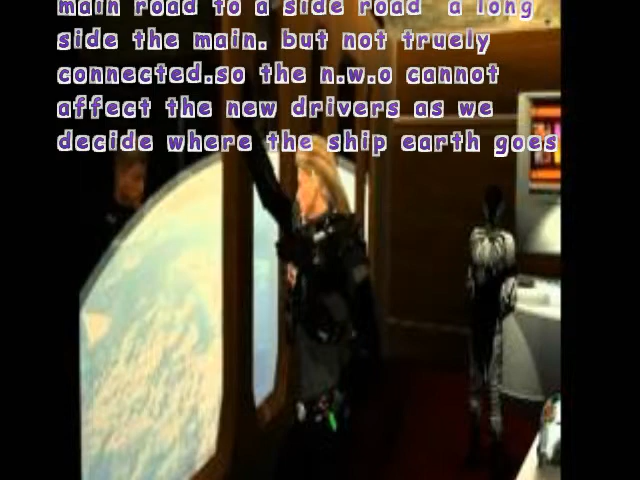 main road to a side road a long
side the main. but not truely
connected.so the n.w.o cannot
affect the new drivers as we
decide where the ship earth goes